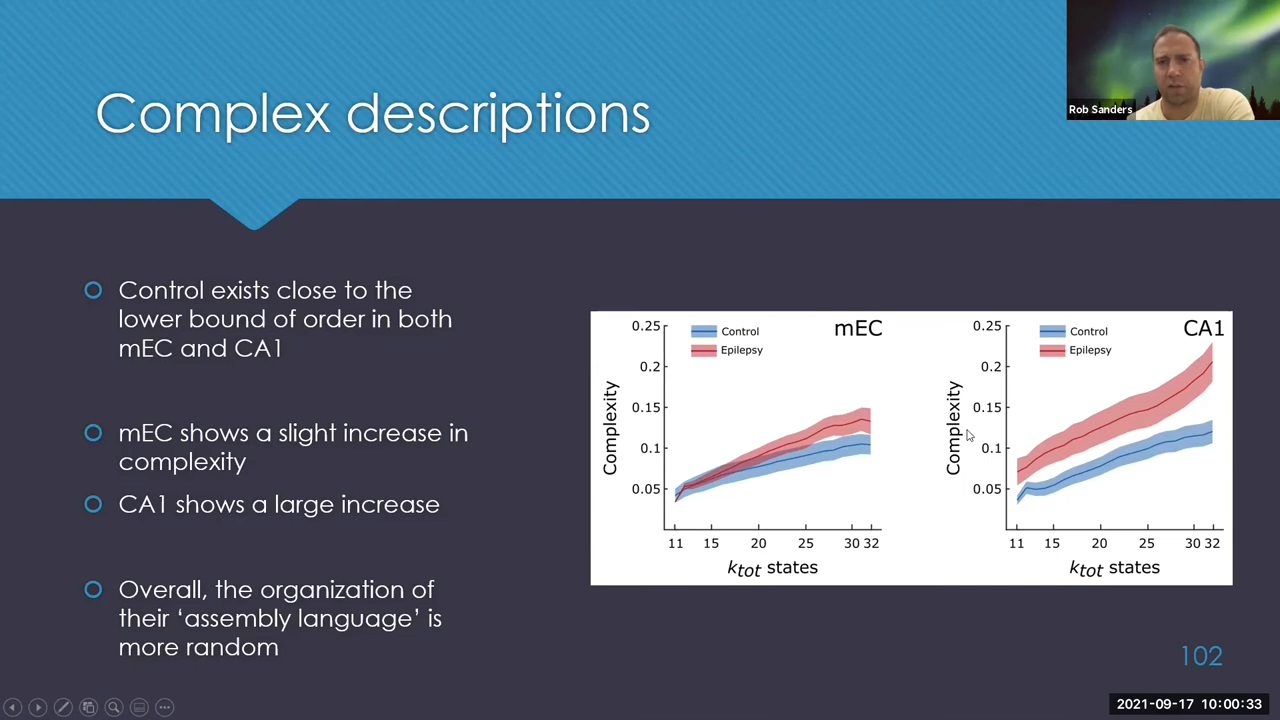 Complex descriptions
Rob Sanders
Control exists close to the
lower bound of order in both
mEC and CA1
mEC shows a slight increase in
complexity
CA1 shows a large increase
Overall, the organization of
their ‘assembly language’ is
more random
mEC
Control
Epilepsy
Complexity
0.25
0.2
0.15
0.1
0.05
11 15 20 25 30 32
ktot states
CA1
Control
Epilepsy
Complexity
0.25
0.2
0.15
0.1
0.05
11 15 20 25 30 32
ktot states
102
2021-09-17 10:00:33